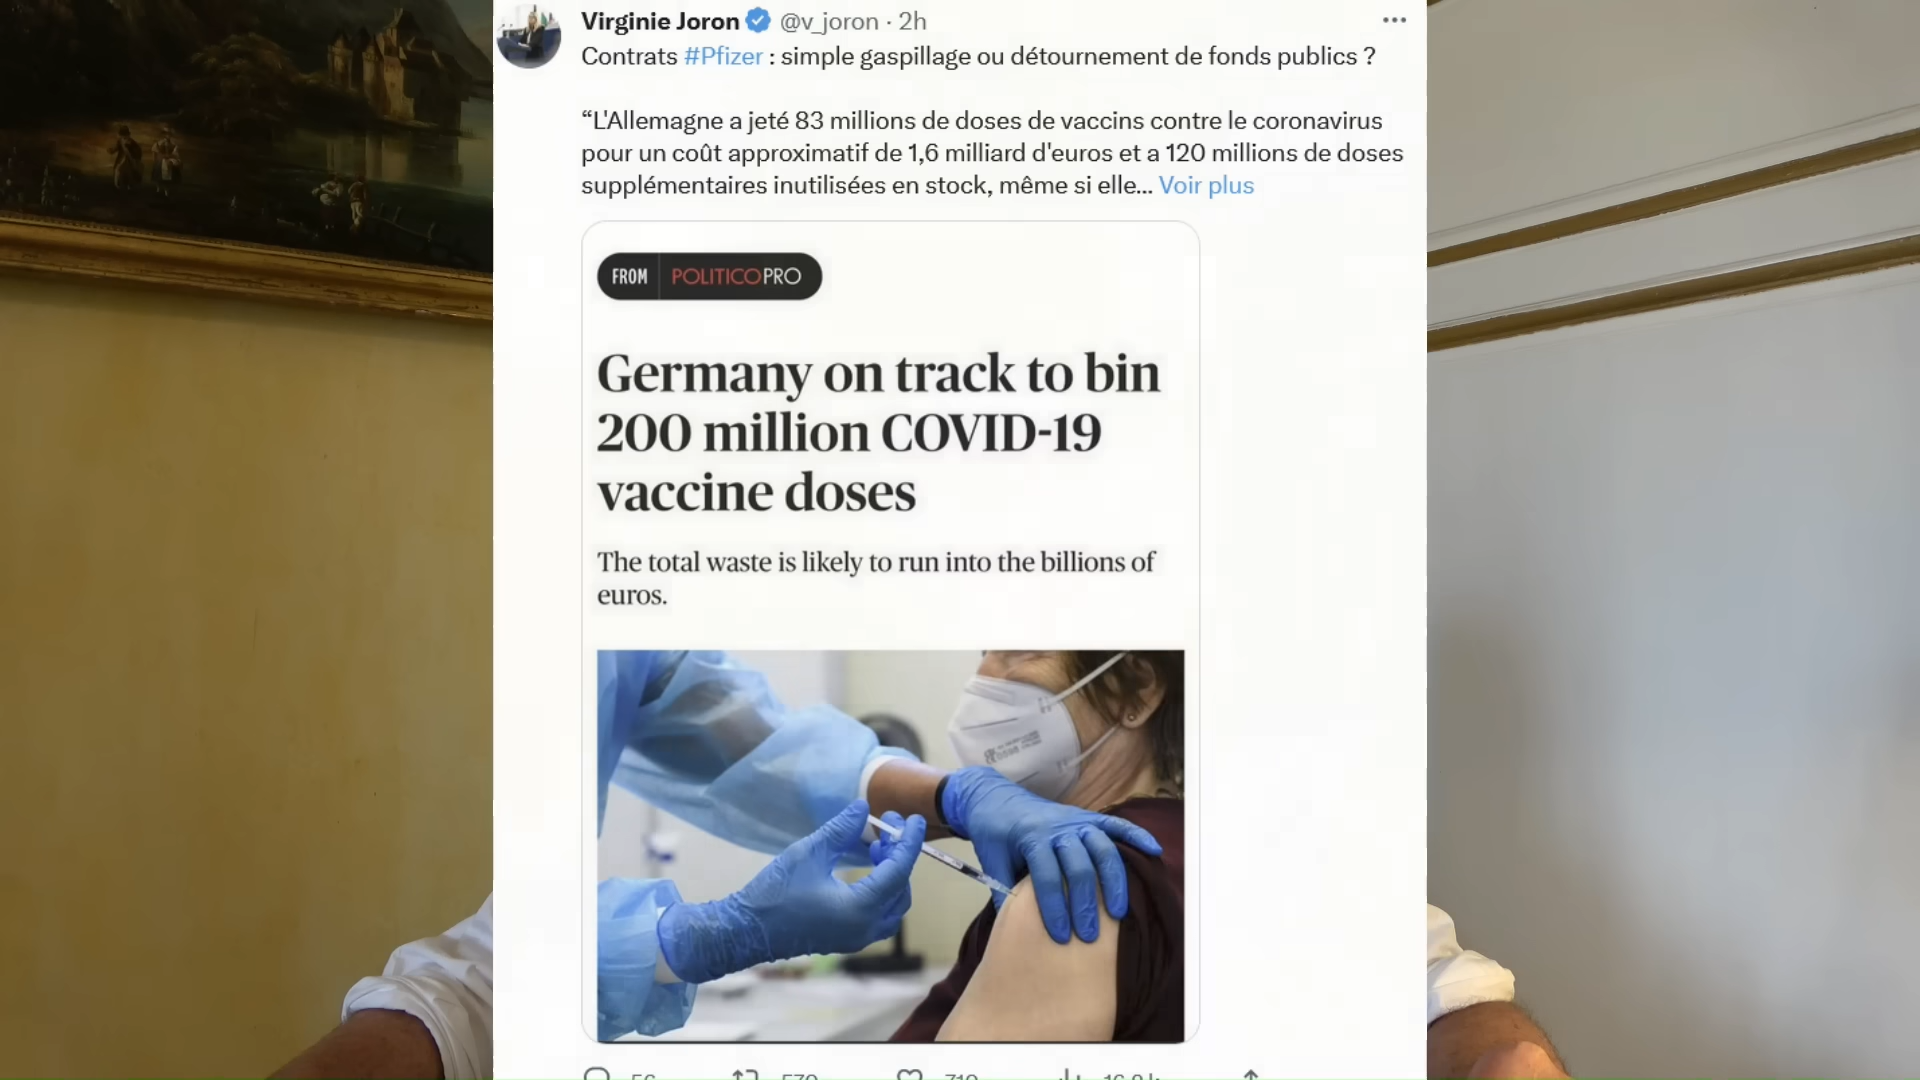 Virginie Joron @v_joron · 2h
Contrats #Pfizer : simple gaspillage ou détournement de fonds publics ?
“L'Allemagne a jeté 83 millions de doses de vaccins contre le coronavirus
pour un coût approximatif de 1,6 milliard d'euros et a 120 millions de doses
supplémentaires inutilisées en stock, même si elle... Voir plus
FROM POLITICOPRO
Germany on track to bin
200 million COVID-19
vaccine doses
The total waste is likely to run into the billions of
euros.